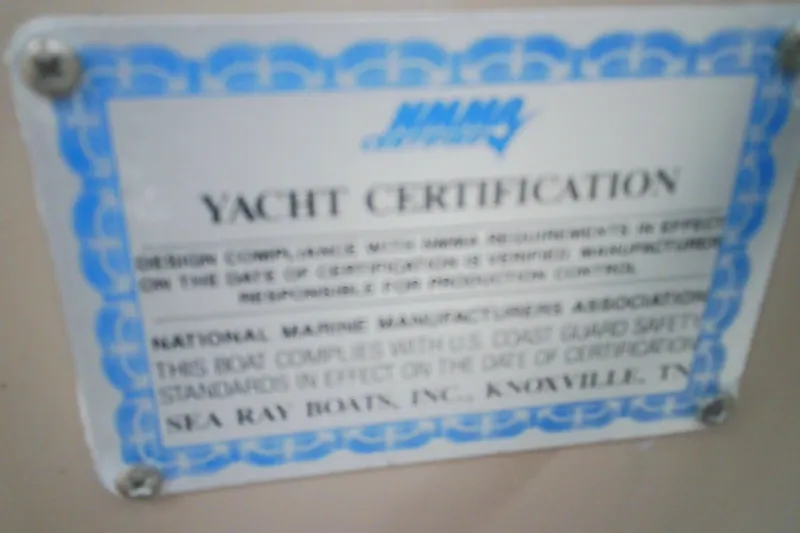 NMMA
CERTIFIED
YACHT CERTIFICATION
DESIGN COMPLIANCE WITH NMMA REQUIREMENTS IN EFFECT
ON THE DATE OF CERTIFICATION IS VERIFIED. MANUFACTURER
RESPONSIBLE FOR PRODUCTION CONTROL
NATIONAL MARINE MANUFACTURERS ASSOCIATION
THIS BOAT COMPLIES WITH U.S. COAST GUARD SAFETY
STANDARDS IN EFFECT ON THE DATE OF CERTIFICATION
SEA RAY BOATS, INC., KNOXVILLE, TN